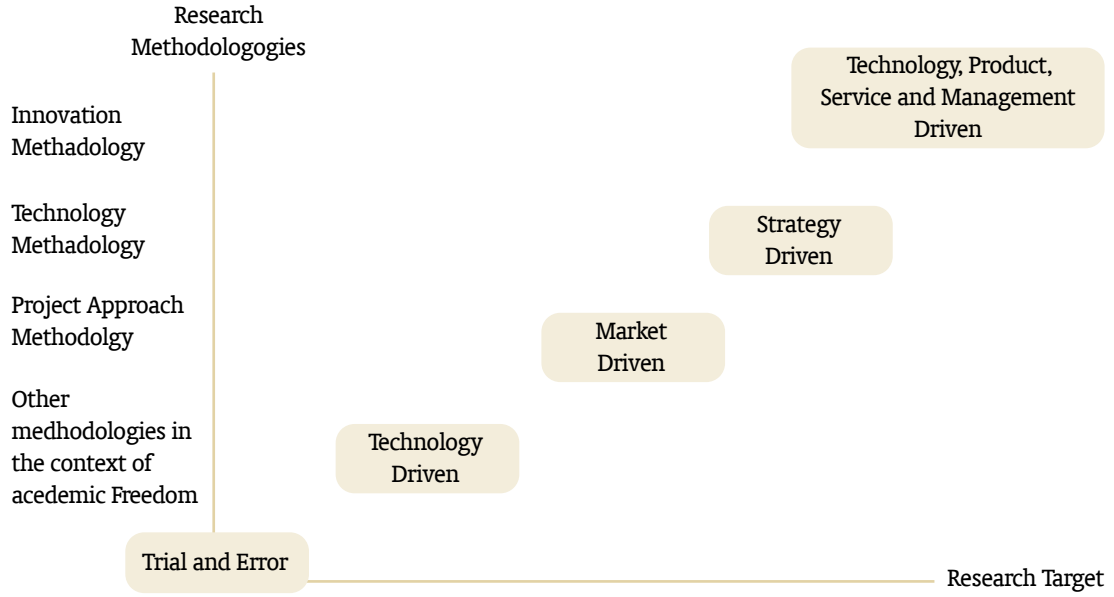 Research
Methodologogies
Technology, Product,
Service and Management
Driven
Innovation
Methadology
Technology
Methadology
Strategy
Driven
Project Approach
Methodolgy
Market
Driven
Other
medhodologies in
the context of
acedemic Freedom
Technology
Driven
Trial and Error
Research Target